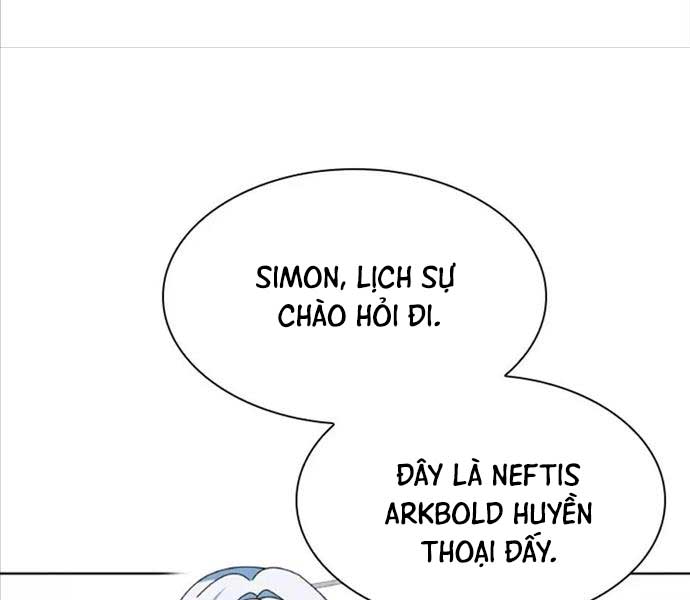 SIMON, LỊCH SỰ
CHÀO HỎI ĐI.
ĐÂY LÀ NEFTIS
ARKBOLD HUYỀN
THOẠI ĐẤY.